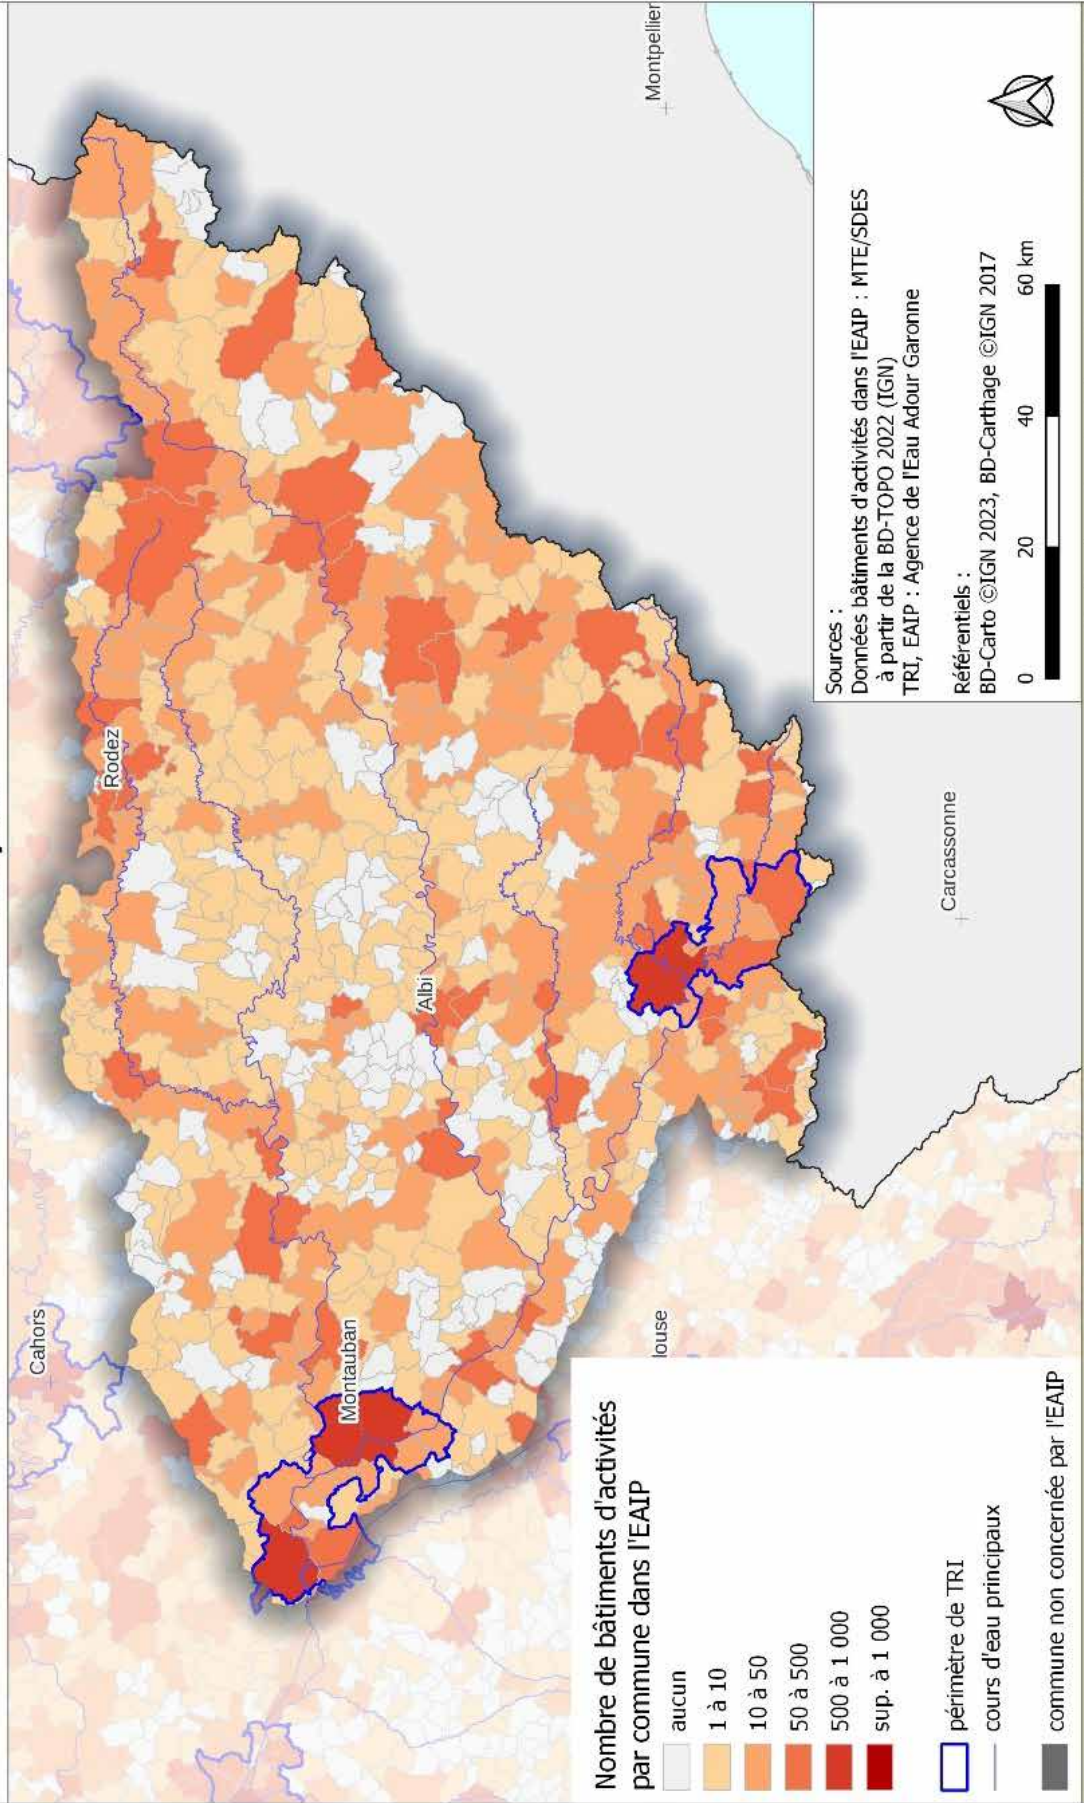 Cahors
Rodez
Montauban
Albi
Montpellier
louse
Carcassonne
Nombre de bâtiments d'activités
par commune dans l'EAIP
aucun
1 à 10
10 à 50
50 à 500
500 à 1 000
sup. à 1 000
périmètre de TRI
cours d'eau principaux
commune non concernée par l'EAIP
Sources :
Données bâtiments d'activités dans l'EAIP : MTE/SDES
à partir de la BD-TOPO 2022 (IGN)
TRI, EAIP : Agence de l'Eau Adour Garonne
Référentiels :
BD-Carto ©IGN 2023, BD-Carthage ©IGN 2017
0 20 40 60 km